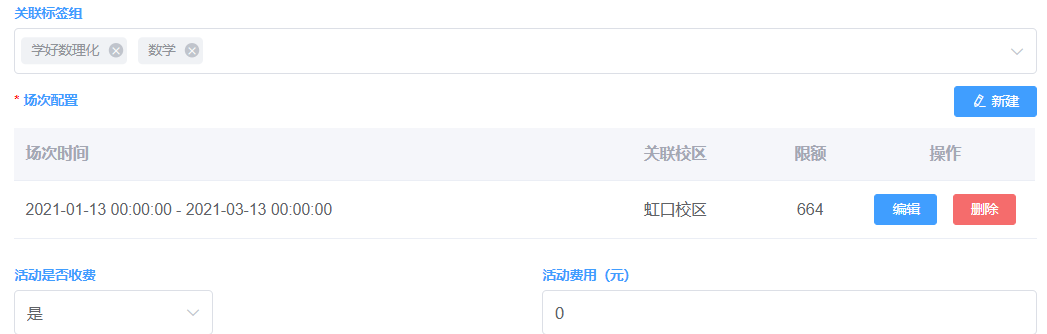 关联标签组
学好数理化 数学
* 场次配置 新建
场次时间 关联校区 限额 操作
2021-01-13 00:00:00 - 2021-03-13 00:00:00 虹口校区 664 编辑 删除
活动是否收费 活动费用（元）
是 0